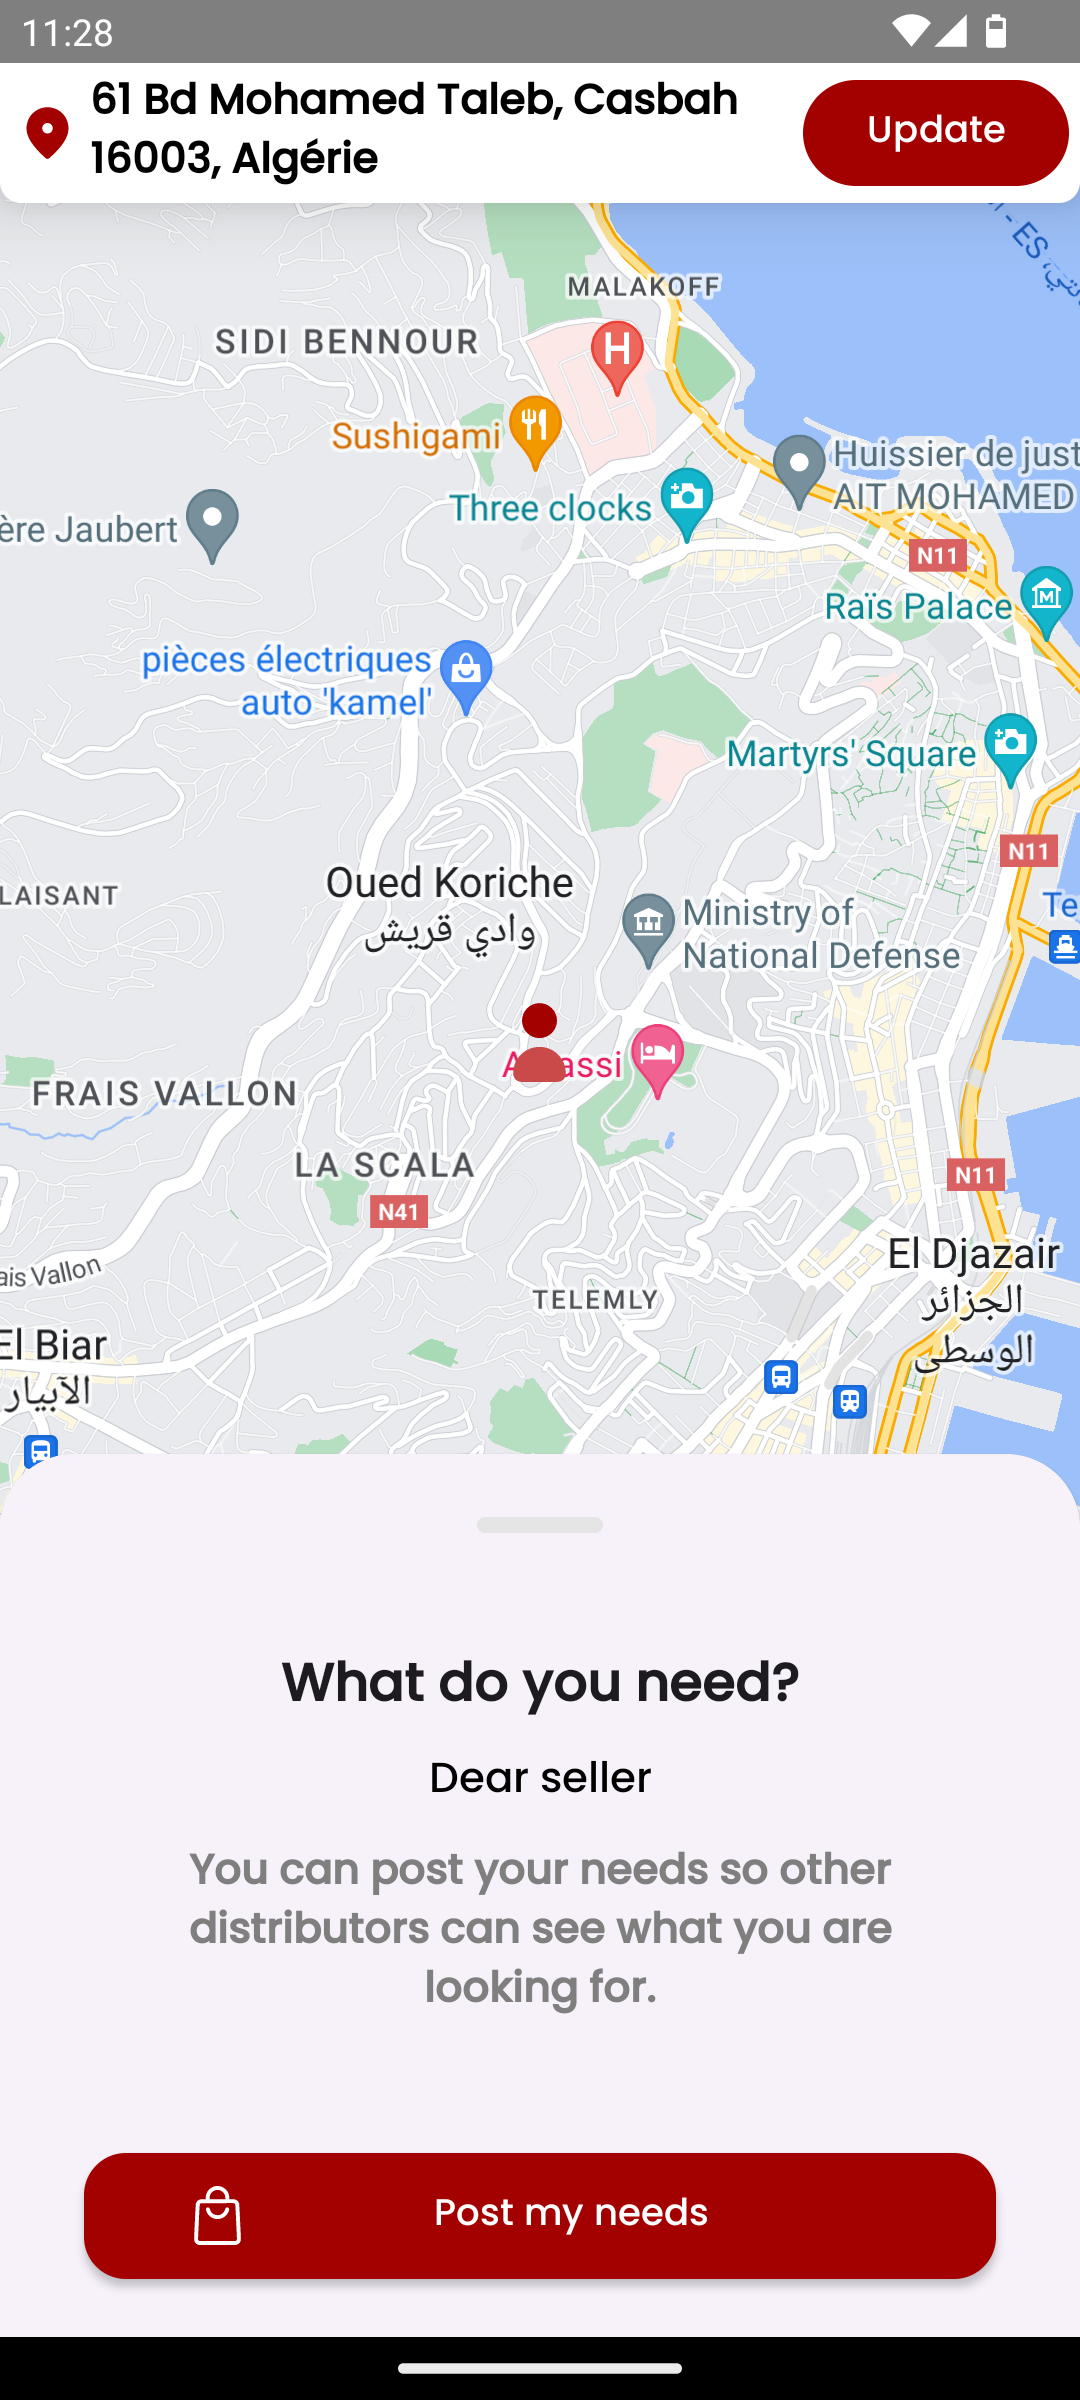 11:28
61 Bd Mohamed Taleb, Casbah
16003, Algérie
Update
- ES
MALAKOFF
SIDI BENNOUR
H
Sushigami
Huissier de just
AIT MOHAMED
Three clocks
ère Jaubert
N11
Raïs Palace
M
pièces électriques
auto 'kamel'
Martyrs' Square
N11
Oued Koriche
وادي قريش
LAISANT
Te
Ministry of
National Defense
A assi
FRAIS VALLON
LA SCALA
N11
N41
El Djazair
الجزائر
الوسطى
ais Vallon
TELEMLY
El Biar
الآبيار
What do you need?
Dear seller
You can post your needs so other
distributors can see what you are
looking for.
Post my needs